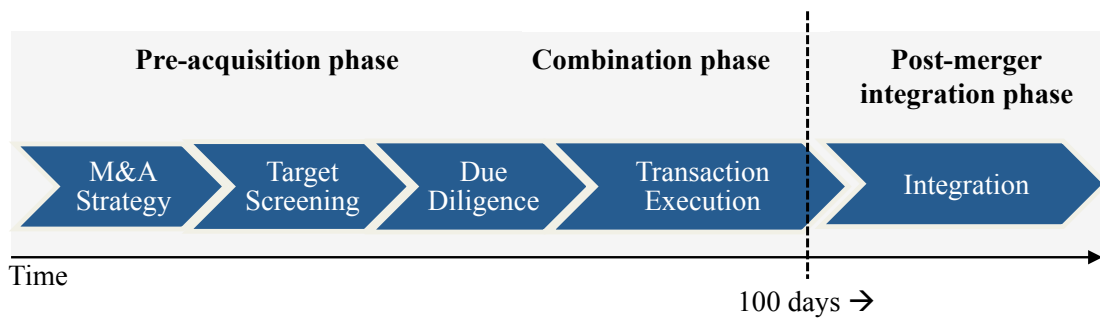 Pre-acquisition phase
Combination phase
Post-merger
integration phase
M&A
Strategy
Target
Screening
Due
Diligence
Transaction
Execution
Integration
Time
100 days →